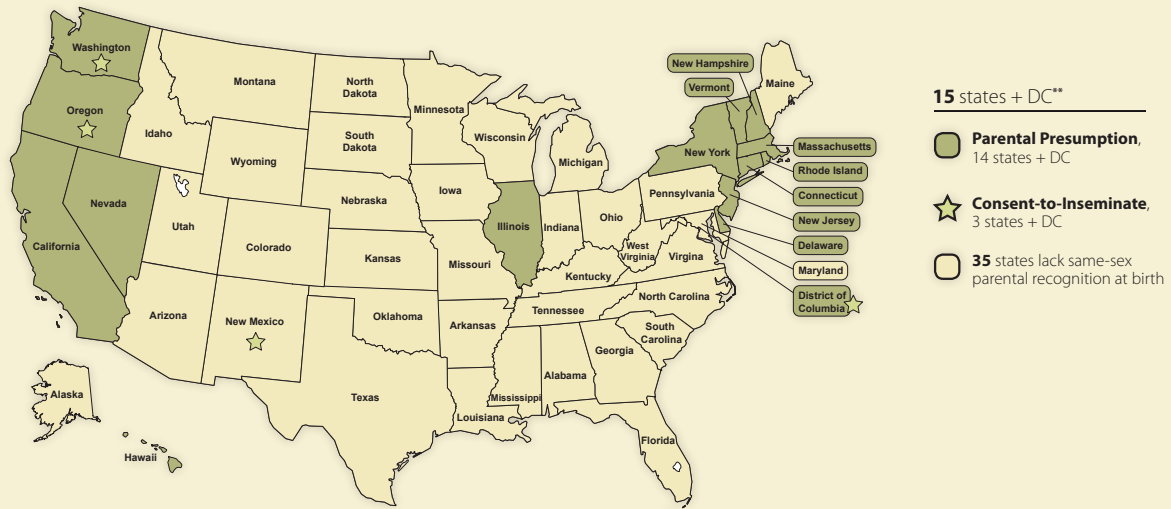 Washington
Oregon
California
Nevada
Idaho
Montana
Wyoming
Utah
Colorado
Arizona
New Mexico
North
Dakota
South
Dakota
Nebraska
Kansas
Oklahoma
Texas
Minnesota
Iowa
Missouri
Arkansas
Louisiana
Wisconsin
Illinois
Michigan
Indiana
Ohio
Kentucky
Tennessee
Mississippi
Alabama
Georgia
Florida
South
Carolina
North Carolina
Virgina
West
Virginia
Pennsylvania
New York
Maine
New Hampshire
Vermont
Massachusetts
Rhode Island
Connecticut
New Jersey
Delaware
Maryland
District of
Columbia
Alaska
Hawaii
15 states + DC**
Parental Presumption,
14 states + DC
Consent-to-Inseminate,
3 states + DC
35 states lack same-sex
parental recognition at birth